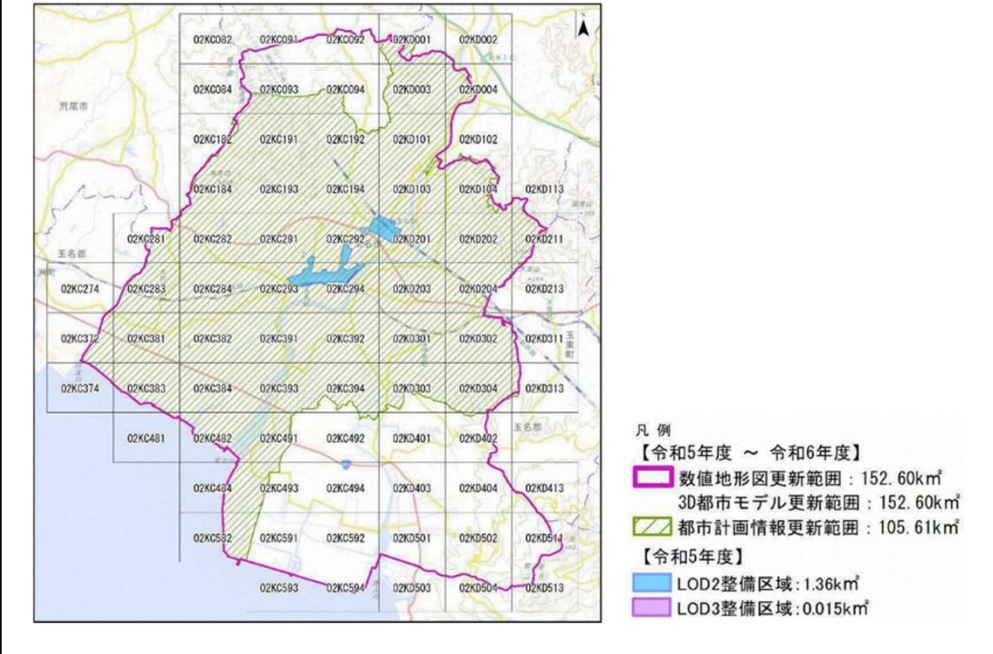 02KC082 02KC091 02KC092 02KD001 02KD002
02KC084 02KC093 02KC094 02KD003 02KD004
荒尾市
02KC182 02KC191 02KC192 02KD101 02KD102
02KC184 02KC193 02KC194 02KD103 02KD104 02KD113
02KC281 02KC282 02KC291 02KC292 02KD201 02KD202 02KD211
玉名郡
02KC274 02KC283 02KC284 02KC293 02KC294 02KD203 02KD204 02KD213
02KC372 02KC381 02KC382 02KC391 02KC392 02KD301 02KD302 02KD311
玉東町
02KC374 02KC383 02KC384 02KC393 02KC394 02KD303 02KD304 02KD313
玉名郡
02KC481 02KC482 02KC491 02KC492 02KD401 02KD402
02KC484 02KC493 02KC494 02KD403 02KD404 02KD413
02KC582 02KC591 02KC592 02KD501 02KD502 02KD511
02KC593 02KC594 02KD503 02KD504 02KD513
凡 例
【令和5年度 ～ 令和6年度】
数値地形図更新範囲：152.60k㎡
3D都市モデル更新範囲：152.60k㎡
都市計画情報更新範囲：105.61k㎡
【令和5年度】
LOD2整備区域:1.36k㎡
LOD3整備区域:0.015k㎡